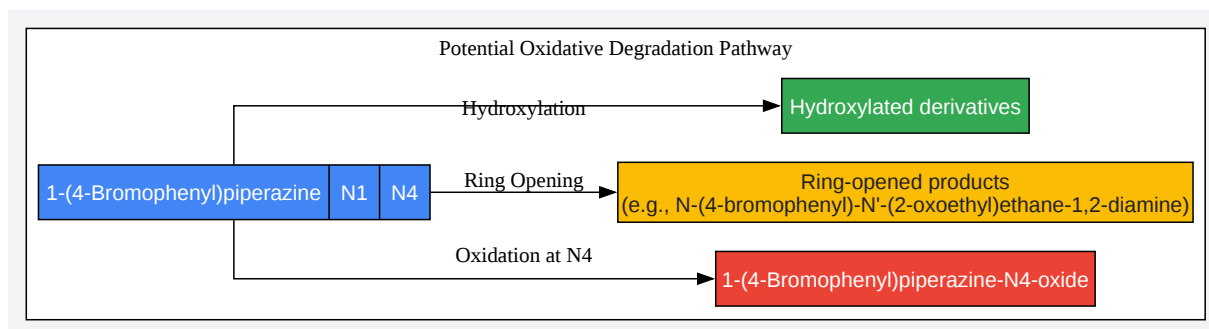 Potential Oxidative Degradation Pathway
Hydroxylation
Hydroxylated derivatives
1-(4-Bromophenyl)piperazine
N1
N4
Ring Opening
Ring-opened products
(e.g., N-(4-bromophenyl)-N'-(2-oxoethyl)ethane-1,2-diamine)
Oxidation at N4
1-(4-Bromophenyl)piperazine-N4-oxide